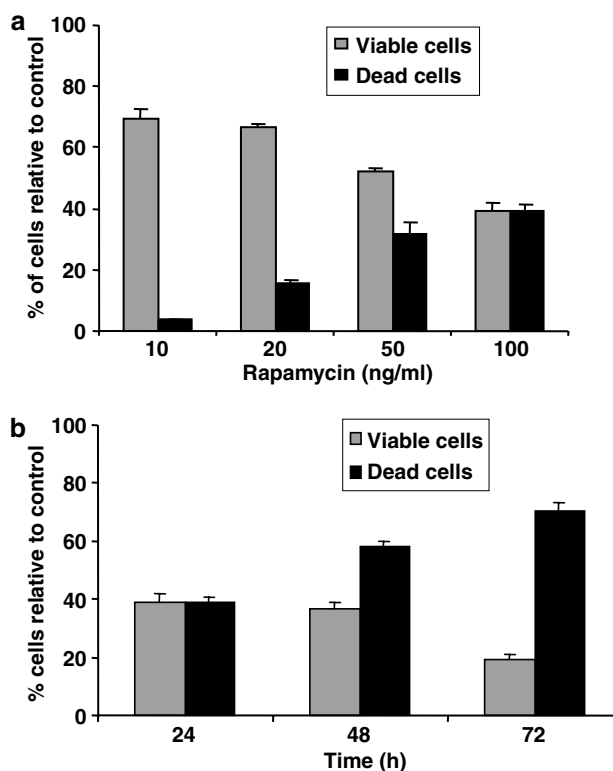 a
% of cells relative to control
100
80
60
40
20
0
Viable cells
Dead cells
10 20 50 100
Rapamycin (ng/ml)
b
% cells relative to control
100
80
60
40
20
0
Viable cells
Dead cells
24 48 72
Time (h)